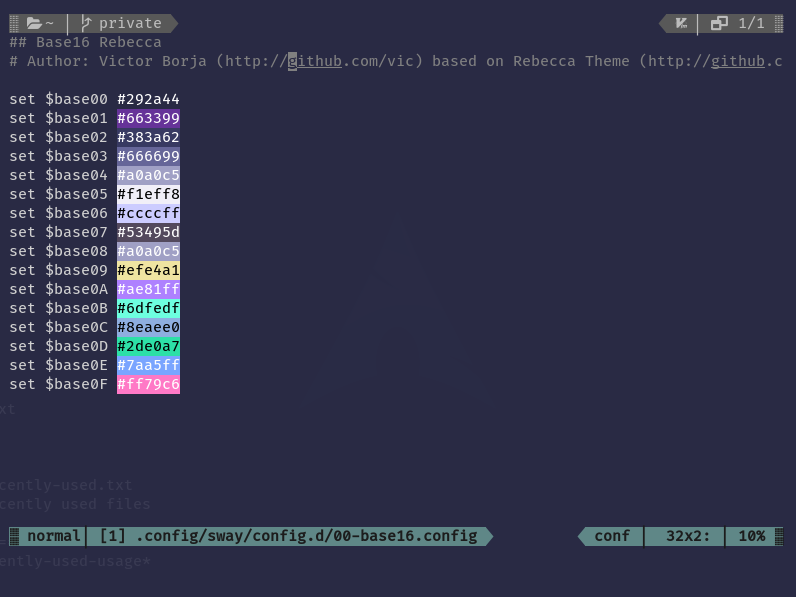 ~ private 1/1
## Base16 Rebecca
# Author: Victor Borja (http://github.com/vic) based on Rebecca Theme (http://github.c
set $base00 #292a44
set $base01 #663399
set $base02 #383a62
set $base03 #666699
set $base04 #a0a0c5
set $base05 #f1eff8
set $base06 #ccccff
set $base07 #53495d
set $base08 #a0a0c5
set $base09 #efe4a1
set $base0A #ae81ff
set $base0B #6dfedf
set $base0C #8eaee0
set $base0D #2de0a7
set $base0E #7aa5ff
set $base0F #ff79c6
xt
cently-used.txt
cently used files
normal [1] .config/sway/config.d/00-base16.config conf 32x2: 10%
ently-used-usage*